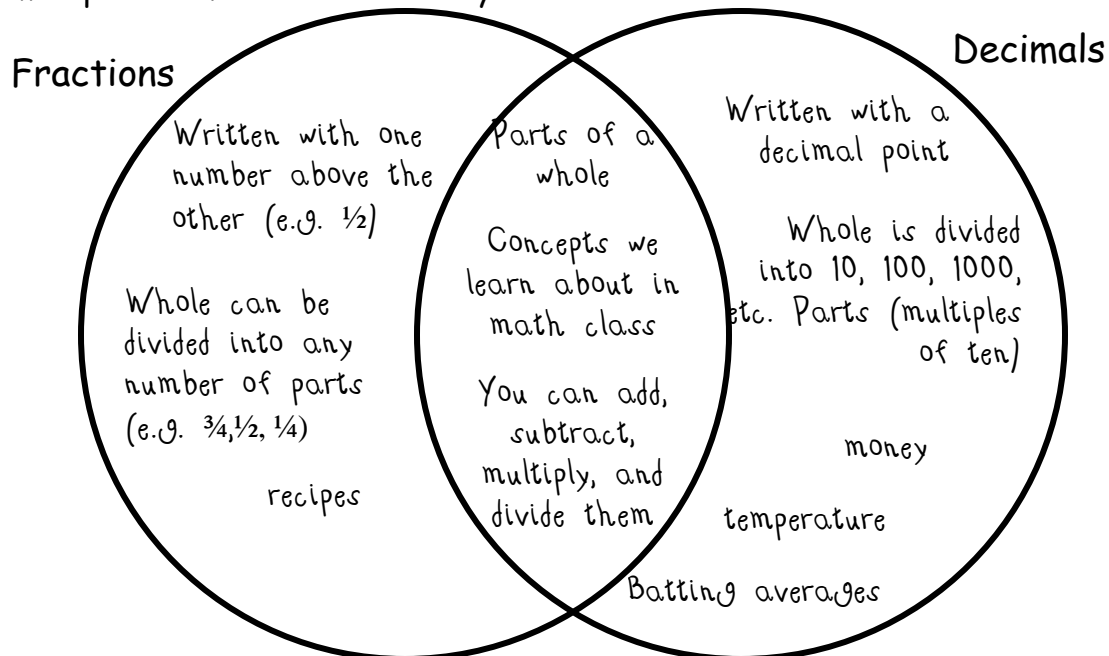 Fractions
Decimals
Written with one
number above the
other (e.g. ½)
Whole can be
divided into any
number of parts
(e.g. ¾,½, ¼)
recipes
Parts of a
whole
Concepts we
learn about in
math class
You can add,
subtract,
multiply, and
divide them
Written with a
decimal point
Whole is divided
into 10, 100, 1000,
etc. Parts (multiples
of ten)
money
temperature
Batting averages